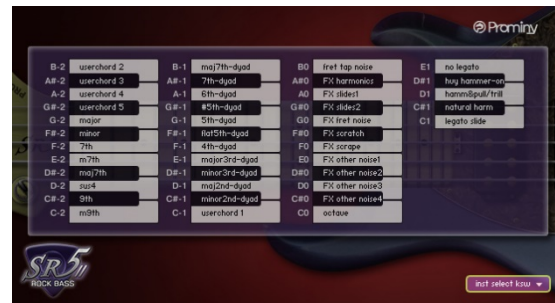 Prominy
B-2 userchord 2 B-1 maj7th-dyad B0 fret tap noise E1 no legato
A#-2 userchord 3 A#-1 7th-dyad A#0 FX harmonics D#1 huy hammer-on
A-2 userchord 4 A-1 6th-dyad A0 FX slides1 D1 hamm&pull/trill
G#-2 userchord 5 G#-1 #5th-dyad G#0 FX slides2 C#1 natural harm
G-2 major G-1 5th-dyad G0 FX fret noise C1 legato slide
F#-2 minor F#-1 flat5th-dyad F#0 FX scratch
F-2 7th F-1 4th-dyad F0 FX scrape
E-2 m7th E-1 major3rd-dyad E0 FX other noise1
D#-2 maj7th D#-1 minor3rd-dyad D#0 FX other noise2
D-2 sus4 D-1 maj2nd-dyad D0 FX other noise3
C#-2 9th C#-1 minor2nd-dyad C#0 FX other noise4
C-2 m9th C-1 userchord 1 C0 octave
SR5
ROCK BASS
inst select ksw